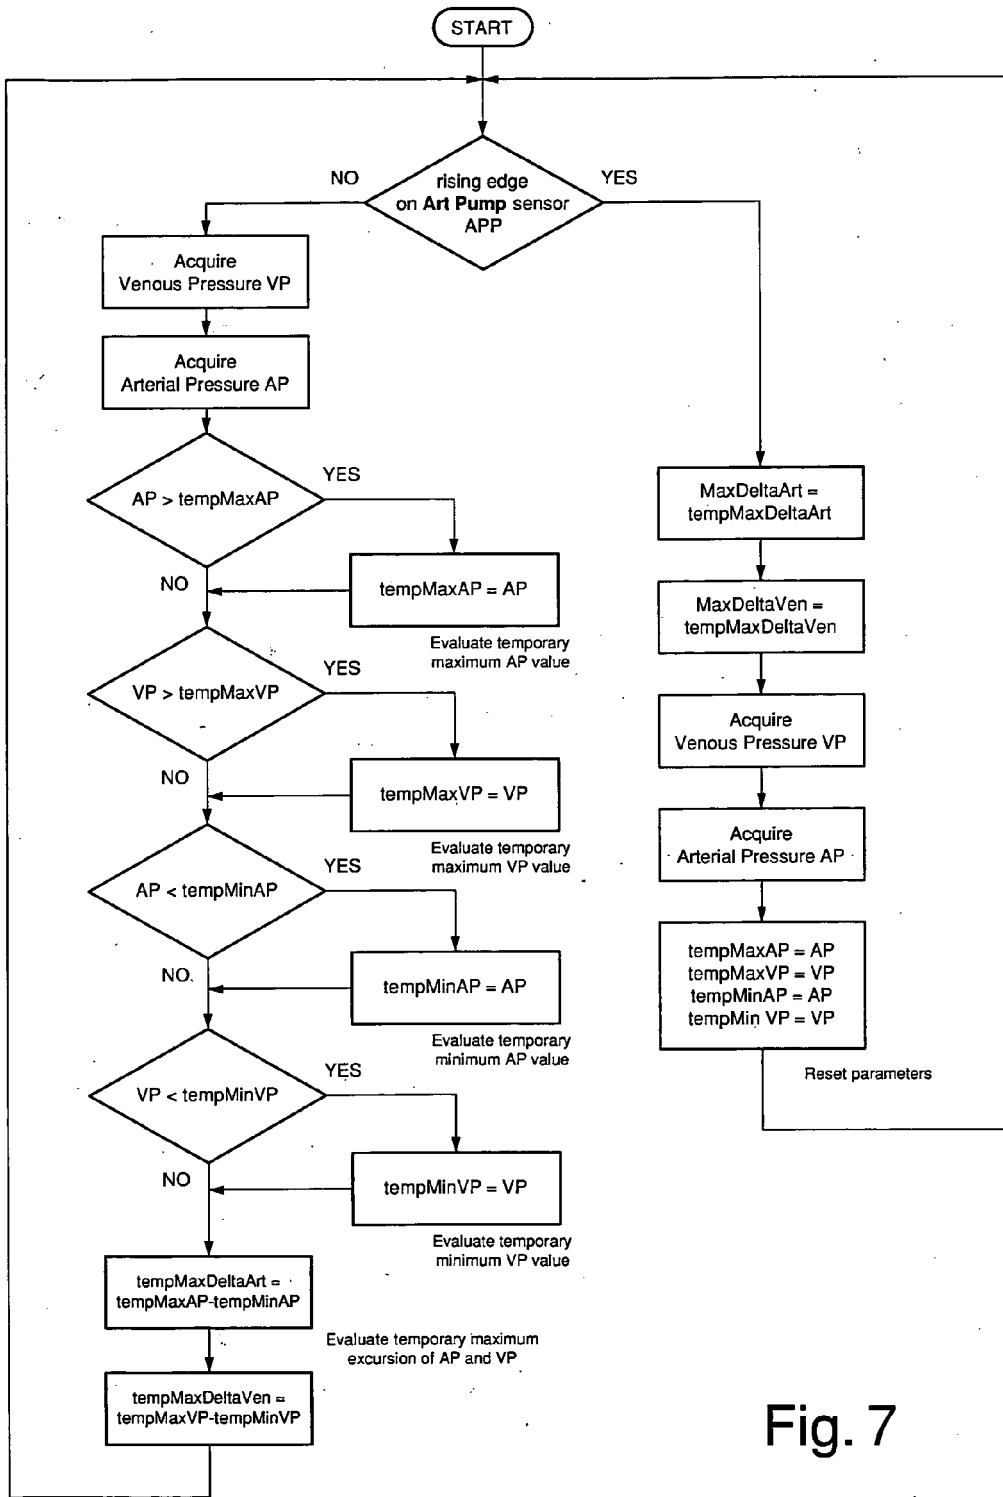 START
NO
YES
rising edge
on Art Pump sensor
APP
Acquire
Venous Pressure VP
Acquire
Arterial Pressure AP
AP > tempMaxAP
YES
NO
tempMaxAP = AP
Evaluate temporary
maximum AP value
VP > tempMaxVP
YES
NO
tempMaxVP = VP
Evaluate temporary
maximum VP value
AP < tempMinAP
YES
NO
tempMinAP = AP
Evaluate temporary
minimum AP value
VP < tempMinVP
YES
NO
tempMinVP = VP
Evaluate temporary
minimum VP value
tempMaxDeltaArt =
tempMaxAP-tempMinAP
Evaluate temporary maximum
excursion of AP and VP
tempMaxDeltaVen =
tempMaxVP-tempMinVP
MaxDeltaArt =
tempMaxDeltaArt
MaxDeltaVen =
tempMaxDeltaVen
Acquire
Venous Pressure VP
Acquire
Arterial Pressure AP
tempMaxAP = AP
tempMaxVP = VP
tempMinAP = AP
tempMin VP = VP
Reset parameters
Fig. 7